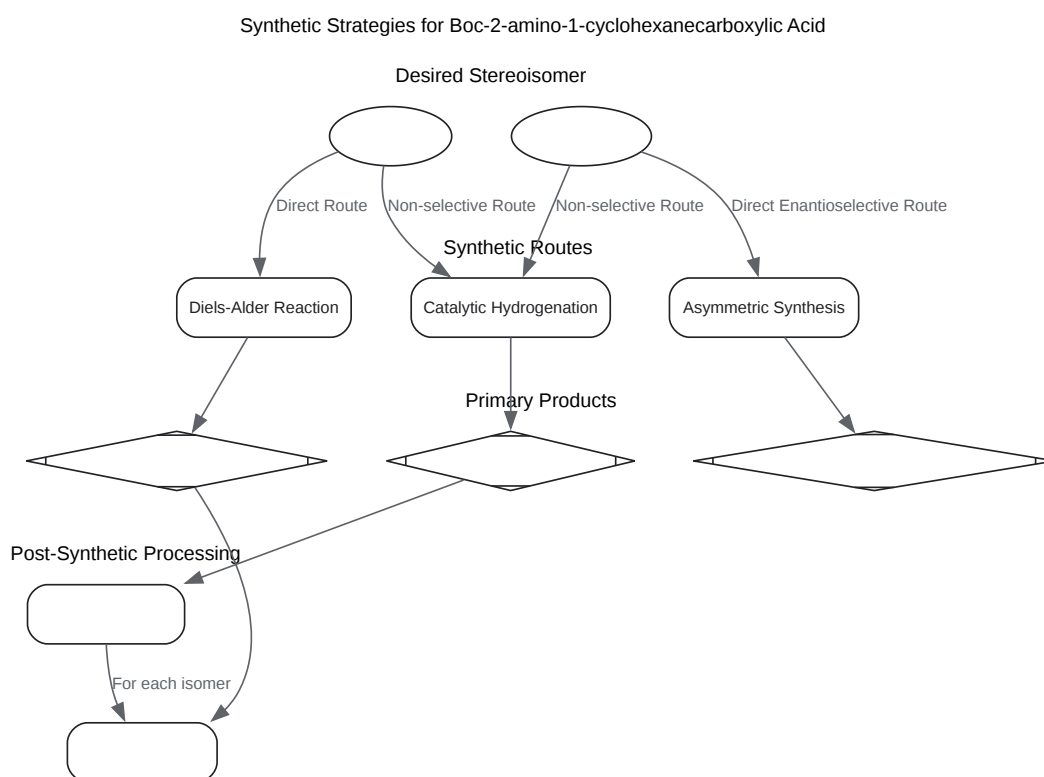 Synthetic Strategies for Boc-2-amino-1-cyclohexanecarboxylic Acid
Desired Stereoisomer
Direct Route
Non-selective Route
Non-selective Route
Direct Enantioselective Route
Synthetic Routes
Diels-Alder Reaction
Catalytic Hydrogenation
Asymmetric Synthesis
Primary Products
Post-Synthetic Processing
For each isomer